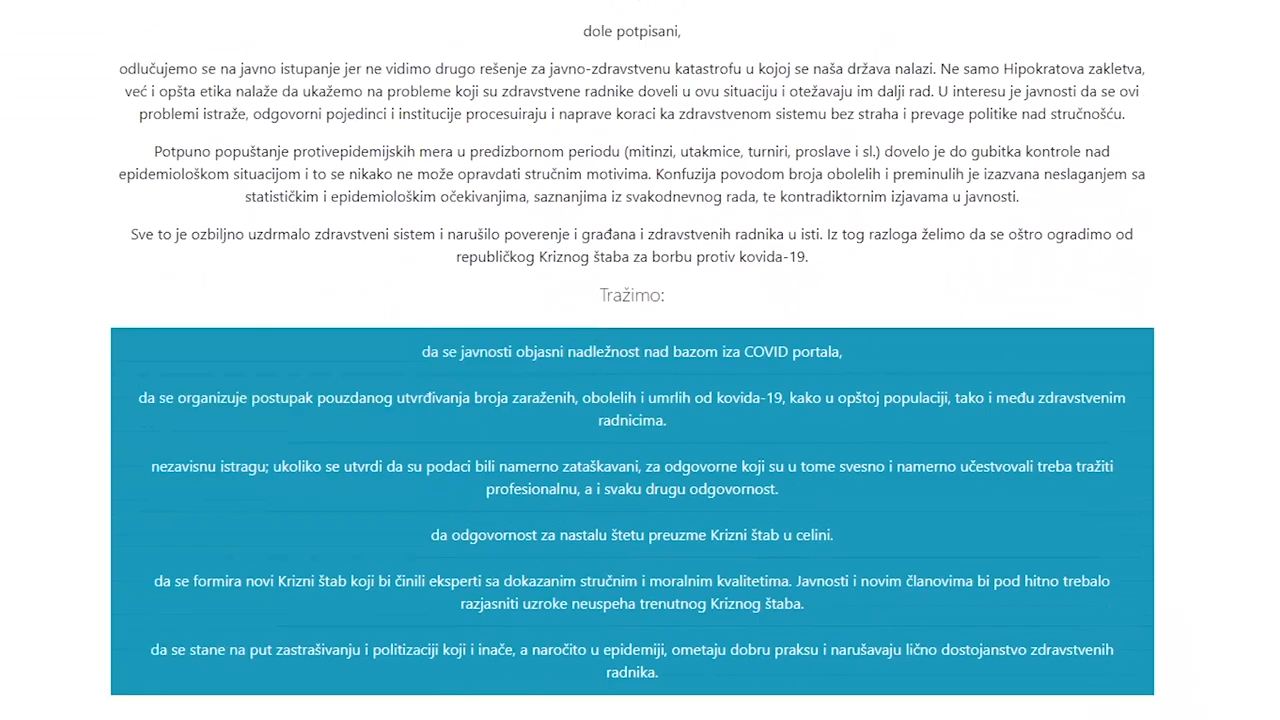 dole potpisani,
odlučujemo se na javno istupanje jer ne vidimo drugo rešenje za javno-zdravstvenu katastrofu u kojoj se naša država nalazi. Ne samo Hipokratova zakletva,
već i opšta etika nalaže da ukažemo na probleme koji su zdravstvene radnike doveli u ovu situaciju i otežavaju im dalji rad. U interesu je javnosti da se ovi
problemi istraže, odgovorni pojedinci i institucije procesuiraju i naprave koraci ka zdravstvenom sistemu bez straha i prevage politike nad stručnošću.
Potpuno popuštanje protivepidemijskih mera u predizbornom periodu (mitinzi, utakmice, turniri, proslave i sl.) dovelo je do gubitka kontrole nad
epidemiološkom situacijom i to se nikako ne može opravdati stručnim motivima. Konfuzija povodom broja obolelih i preminulih je izazvana neslaganjem sa
statističkim i epidemiološkim očekivanjima, saznanjima iz svakodnevnog rada, te kontradiktornim izjavama u javnosti.
Sve to je ozbiljno uzdrmalo zdravstveni sistem i narušilo poverenje i građana i zdravstvenih radnika u isti. Iz tog razloga želimo da se oštro ogradimo od
republičkog Kriznog štaba za borbu protiv kovida-19.
Tražimo:
da se javnosti objasni nadležnost nad bazom iza COVID portala,
da se organizuje postupak pouzdanog utvrđivanja broja zaraženih, obolelih i umrlih od kovida-19, kako u opštoj populaciji, tako i među zdravstvenim
radnicima.
nezavisnu istragu; ukoliko se utvrdi da su podaci bili namerno zataškavani, za odgovorne koji su u tome svesno i namerno učestvovali treba tražiti
profesionalnu, a i svaku drugu odgovornost.
da odgovornost za nastalu štetu preuzme Krizni štab u celini.
da se formira novi Krizni štab koji bi činili eksperti sa dokazanim stručnim i moralnim kvalitetima. Javnosti i novim članovima bi pod hitno trebalo
razjasniti uzroke neuspeha trenutnog Kriznog štaba.
da se stane na put zastrašivanju i politizaciji koji i inače, a naročito u epidemiji, ometaju dobru praksu i narušavaju lično dostojanstvo zdravstvenih
radnika.